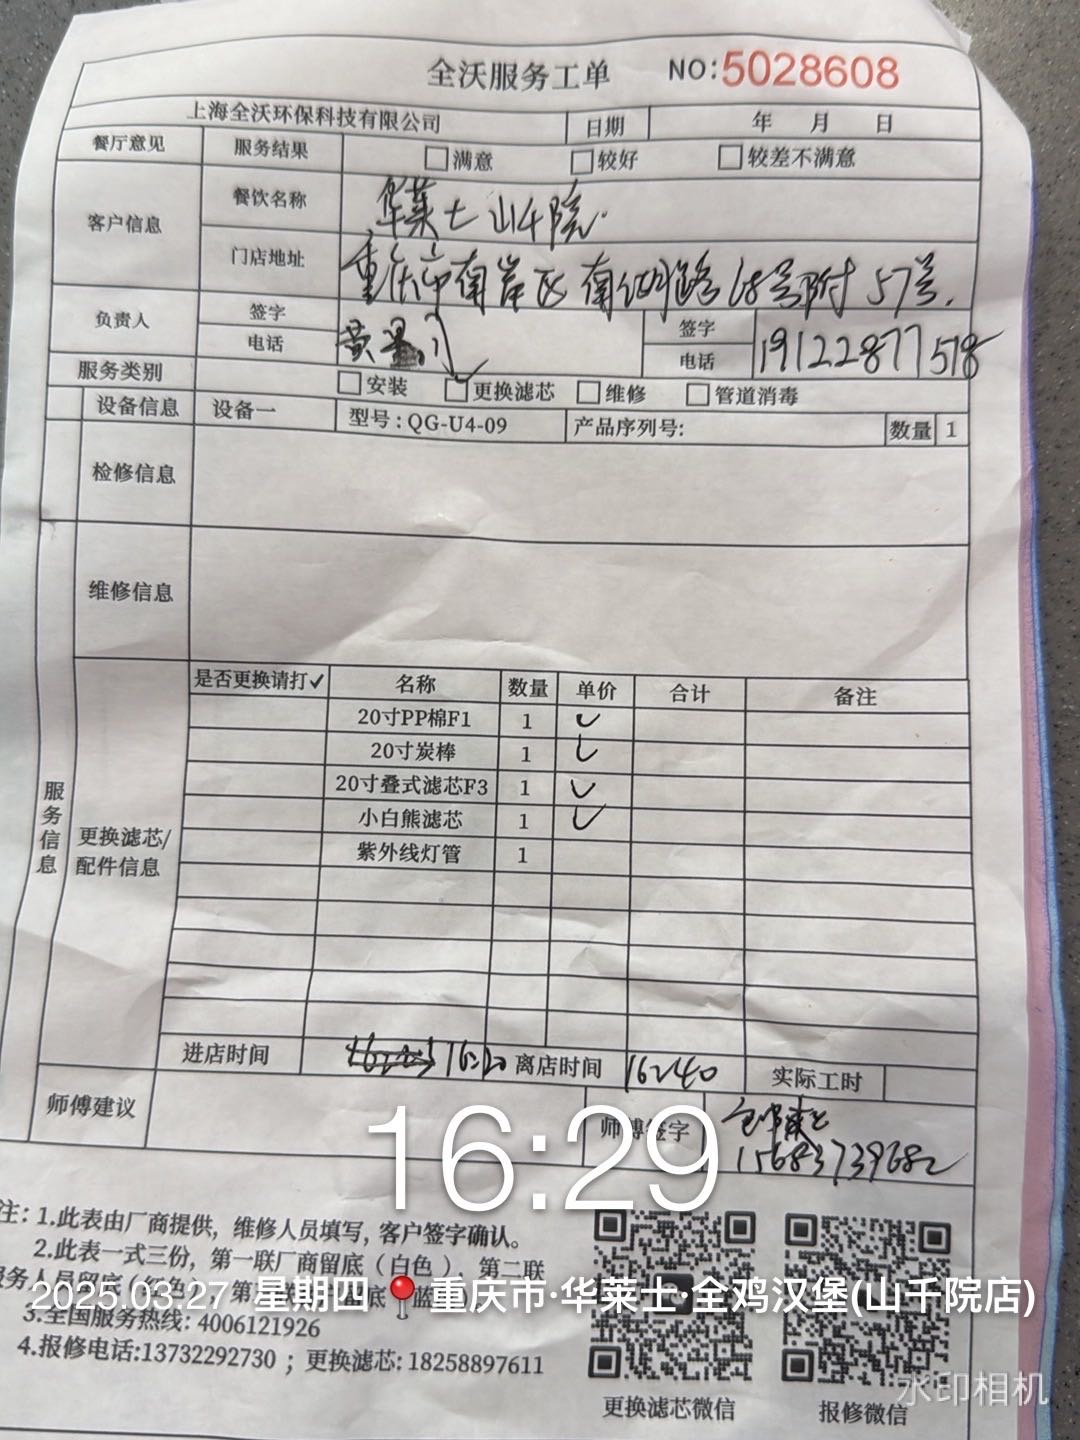 全沃服务工单 NO:5028608
上海全沃环保科技有限公司 日期 年 月 日
餐厅意见 服务结果 □满意 □较好 □较差不满意
客户信息 餐饮名称 华莱士山千院
门店地址 重庆市南岸区南 路68号附57号.
负责人 签字 黄 签字
电话 电话 19122877518
服务类别 □安装 ☑更换滤芯 □维修 □管道消毒
设备信息 设备一 型号:QG-U4-09 产品序列号: 数量 1
检修信息
维修信息
服务信息
更换滤芯/
配件信息
是否更换请打✓ 名称 数量 单价 合计 备注
20寸PP棉F1 1 ✓
20寸炭棒 1 ✓
20寸叠式滤芯F3 1 ✓
小白熊滤芯 1 ✓
紫外线灯管 1
进店时间 16:20 离店时间 16:40 实际工时
师傅建议 师傅签字
15683739682
16:29
注: 1.此表由厂商提供, 维修人员填写, 客户签字确认。
2.此表一式三份, 第一联厂商留底 (白色), 第二联
服务人员留底 (红色) 第 底 蓝
2025.03.27 星期四 重庆市·华莱士·全鸡汉堡(山千院店)
3.全国服务热线: 4006121926
4.报修电话:13732292730 ; 更换滤芯: 18258897611
更换滤芯微信 报修微信
水印相机